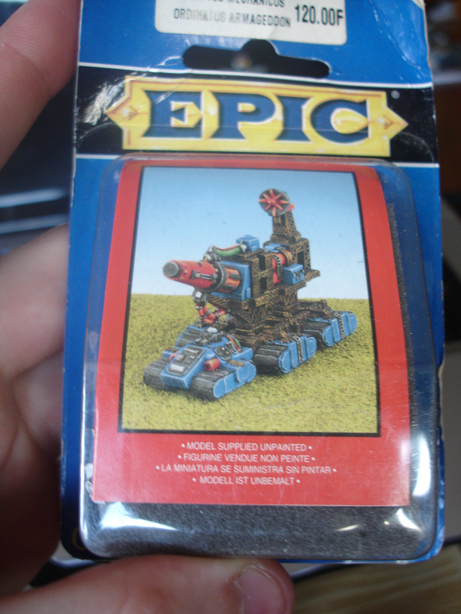 MECHANICUS
ORDINATUS ARMAGEDDON 120.00F
EPIC®
• MODEL SUPPLIED UNPAINTED •
• FIGURINE VENDUE NON PEINTE •
• LA MINIATURA SE SUMINISTRA SIN PINTAR •
• MODELL IST UNBEMALT •